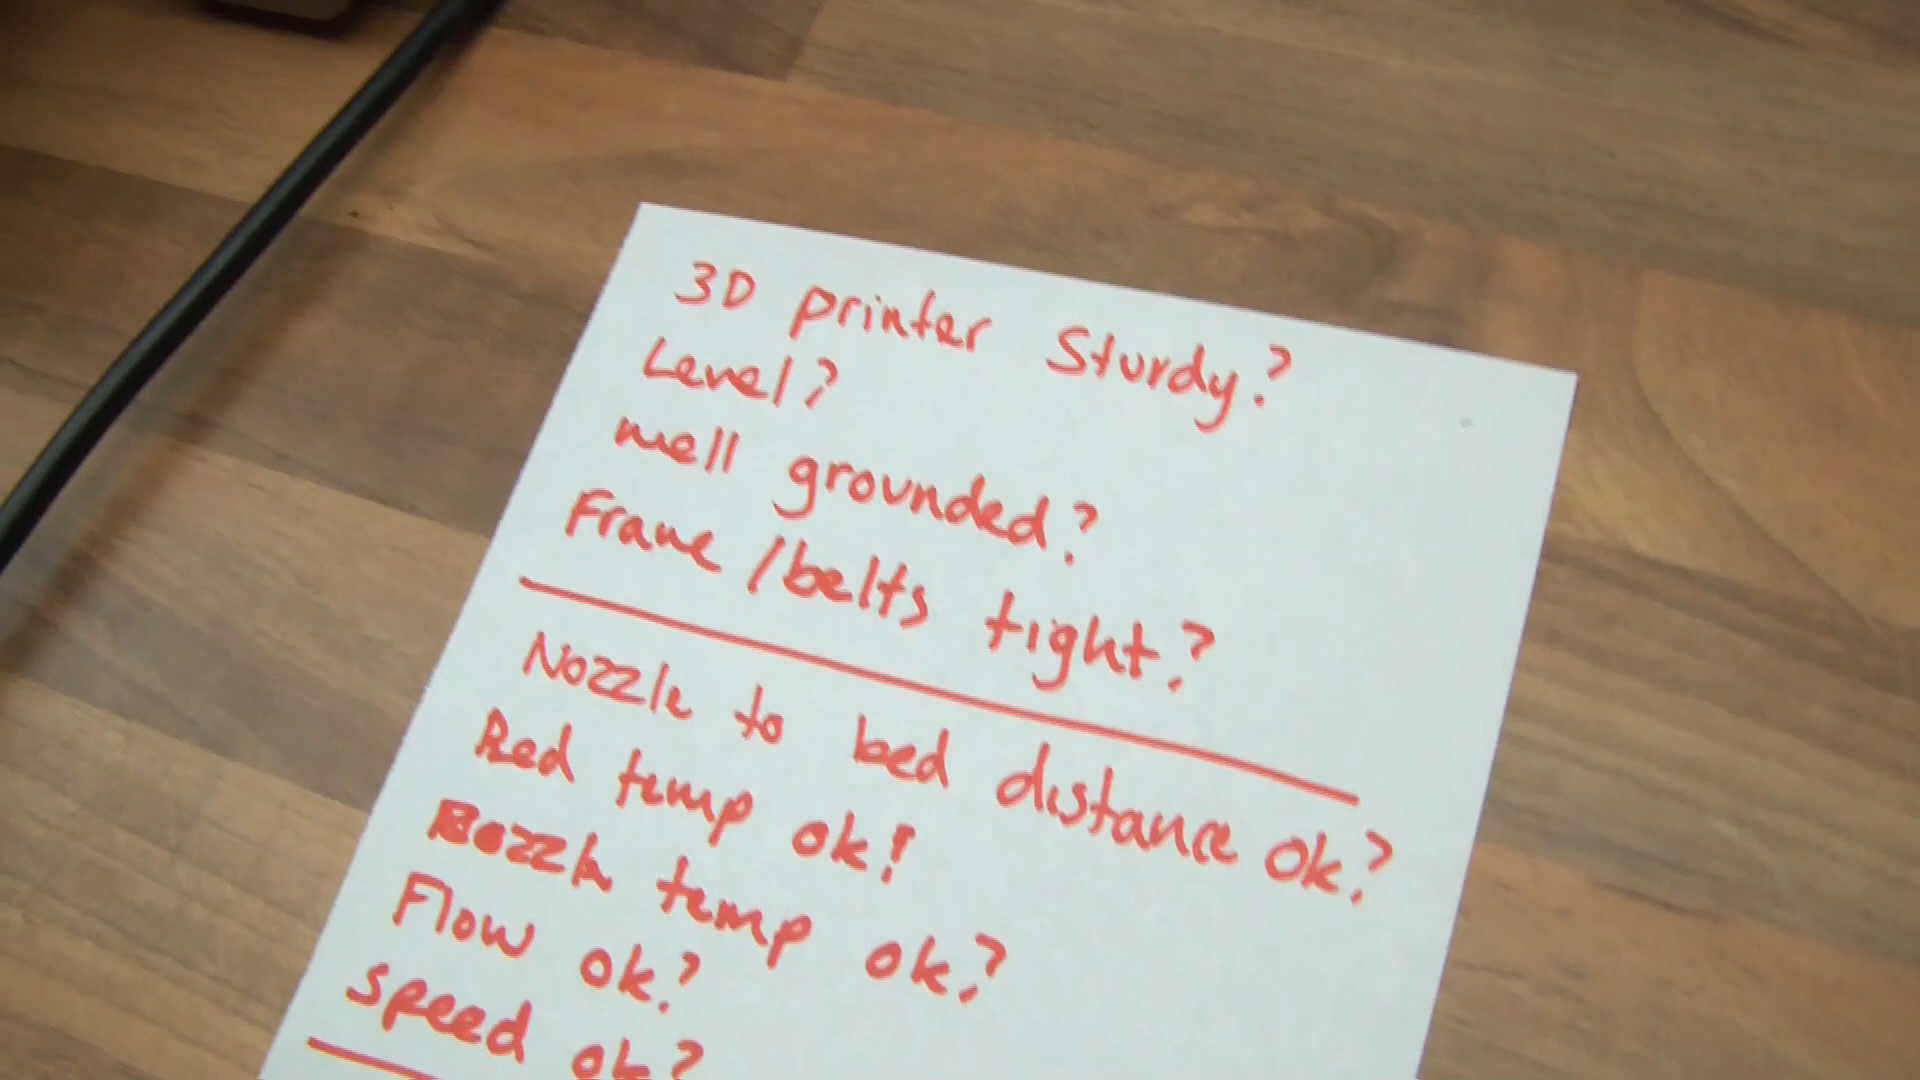 3D printer Sturdy?
Level?
well grounded?
Frame / belts tight?
Nozzle to bed distance ok?
Bed temp ok!
Nozzle temp ok?
Flow ok?
speed ok?